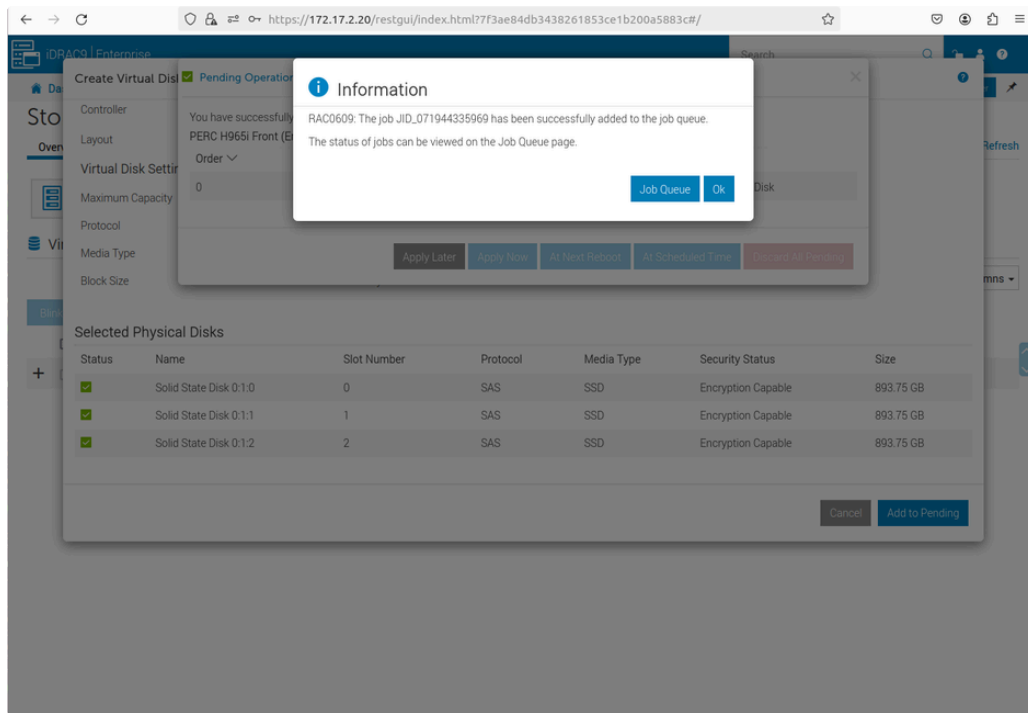 https://172.17.2.20/restgui/index.html?7f3ae84db3438261853ce1b200a5883c#/
iDRAC9 | Enterprise
Search
Create Virtual Disk
Pending Operation
Information
Controller
You have successfully
RAC0609: The job JID_071944335969 has been successfully added to the job queue.
PERC H965i Front (E
Layout
The status of jobs can be viewed on the Job Queue page.
Refresh
Order
Virtual Disk Settin
0
Disk
Job Queue Ok
Maximum Capacity
Protocol
Media Type
Apply Later Apply Now At Next Reboot At Scheduled Time Discard All Pending
Block Size
mns
Selected Physical Disks
Status Name Slot Number Protocol Media Type Security Status Size
Solid State Disk 0:1:0 0 SAS SSD Encryption Capable 893.75 GB
Solid State Disk 0:1:1 1 SAS SSD Encryption Capable 893.75 GB
Solid State Disk 0:1:2 2 SAS SSD Encryption Capable 893.75 GB
Cancel Add to Pending